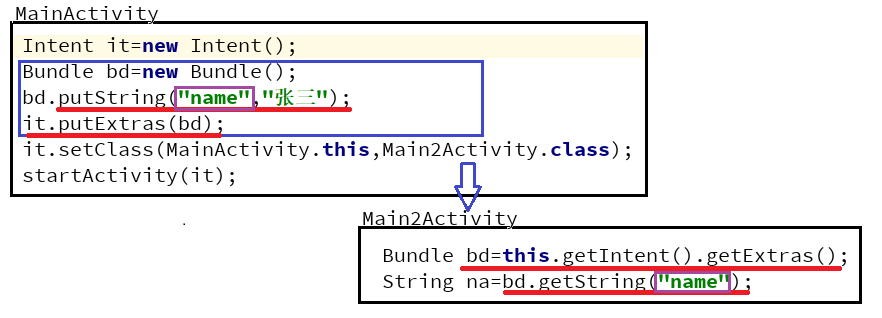 MainActivity
Intent it=new Intent();
Bundle bd=new Bundle();
bd.putString("name","张三");
it.putExtras(bd);
it.setClass(MainActivity.this,Main2Activity.class);
startActivity(it);
Main2Activity
Bundle bd=this.getIntent().getExtras();
String na=bd.getString("name");